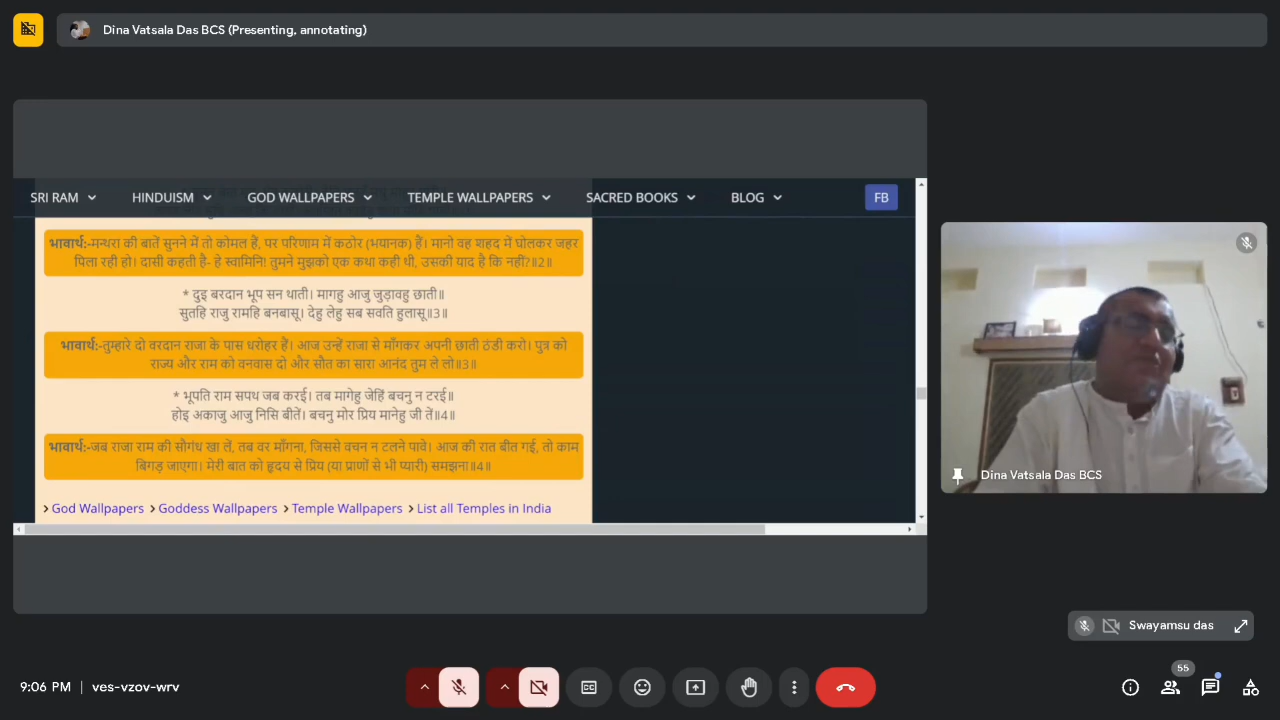 Dina Vatsala Das BCS (Presenting, annotating)
SRI RAM HINDUISM GOD WALLPAPERS TEMPLE WALLPAPERS SACRED BOOKS BLOG FB
भावार्थ:-मन्थरा की बातें सुनने में तो कोमल हैं, पर परिणाम में कठोर (भयानक) हैं। मानो वह शहद में घोलकर जहर
पिला रही हो। दासी कहती है- हे स्वामिनि! तुमने मुझको एक कथा कही थी, उसकी याद है कि नहीं?॥2॥
* दुइ बरदान भूप सन थाती। मागहु आजु जुड़ावहु छाती॥
सुतहि राजु रामहि बनबासू। देहु लेहु सब सवति हुलासू॥3॥
भावार्थ:-तुम्हारे दो वरदान राजा के पास धरोहर हैं। आज उन्हें राजा से माँगकर अपनी छाती ठंडी करो। पुत्र को
राज्य और राम को वनवास दो और सौत का सारा आनंद तुम ले लो॥3॥
* भूपति राम सपथ जब करई। तब मागेहु जेहिं बचनु न टरई॥
होइ अकाजु आजु निसि बीतें। बचनु मोर प्रिय मानेहु जी तें॥4॥
भावार्थ:-जब राजा राम की सौगंध खा लें, तब वर माँगना, जिससे वचन न टलने पावे। आज की रात बीत गई, तो काम
बिगड़ जाएगा। मेरी बात को हृदय से प्रिय (या प्राणों से भी प्यारी) समझना॥4॥
God Wallpapers Goddess Wallpapers Temple Wallpapers List all Temples in India
Dina Vatsala Das BCS
Swayamsu das
55
9:06 PM | ves-vzov-wrv